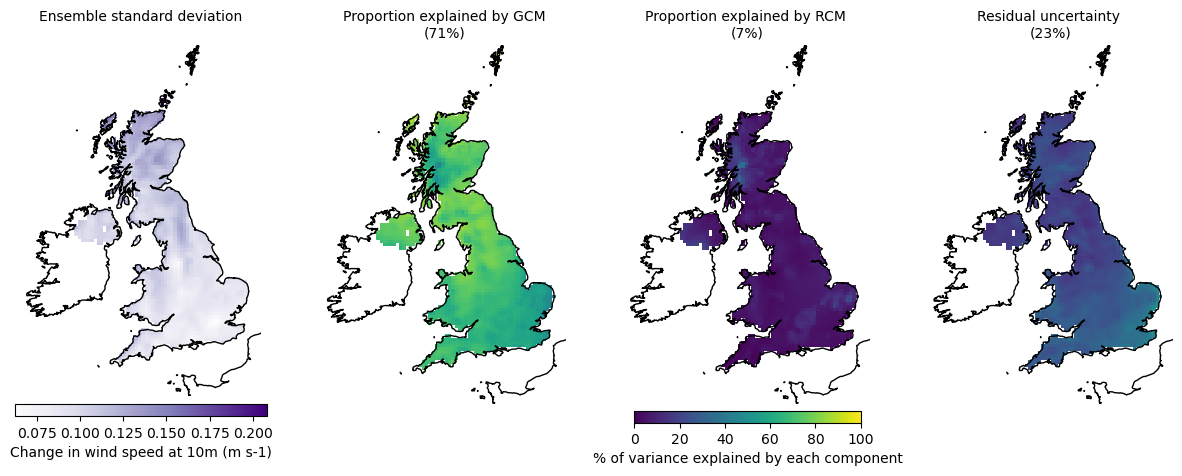 Ensemble standard deviation
Proportion explained by GCM
(71%)
Proportion explained by RCM
(7%)
Residual uncertainty
(23%)
0.075 0.100 0.125 0.150 0.175 0.200
Change in wind speed at 10m (m s-1)
0 20 40 60 80 100
% of variance explained by each component